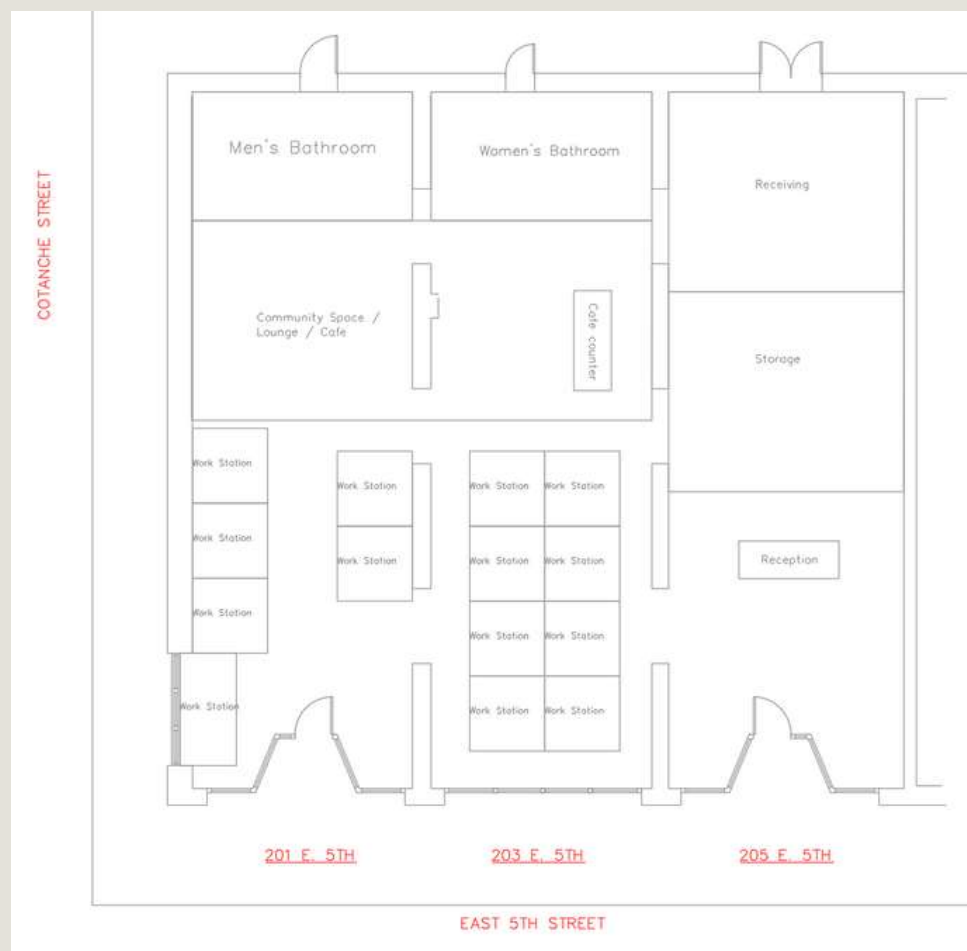 COTANCHE STREET
Men's Bathroom
Women's Bathroom
Receiving
Community Space /
Lounge / Cafe
Cafe counter
Storage
Work Station
Work Station
Work Station
Work Station
Work Station
Work Station
Work Station
Work Station
Work Station
Work Station
Work Station
Work Station
Work Station
Work Station
Reception
201 E. 5TH
203 E. 5TH
205 E. 5TH
EAST 5TH STREET